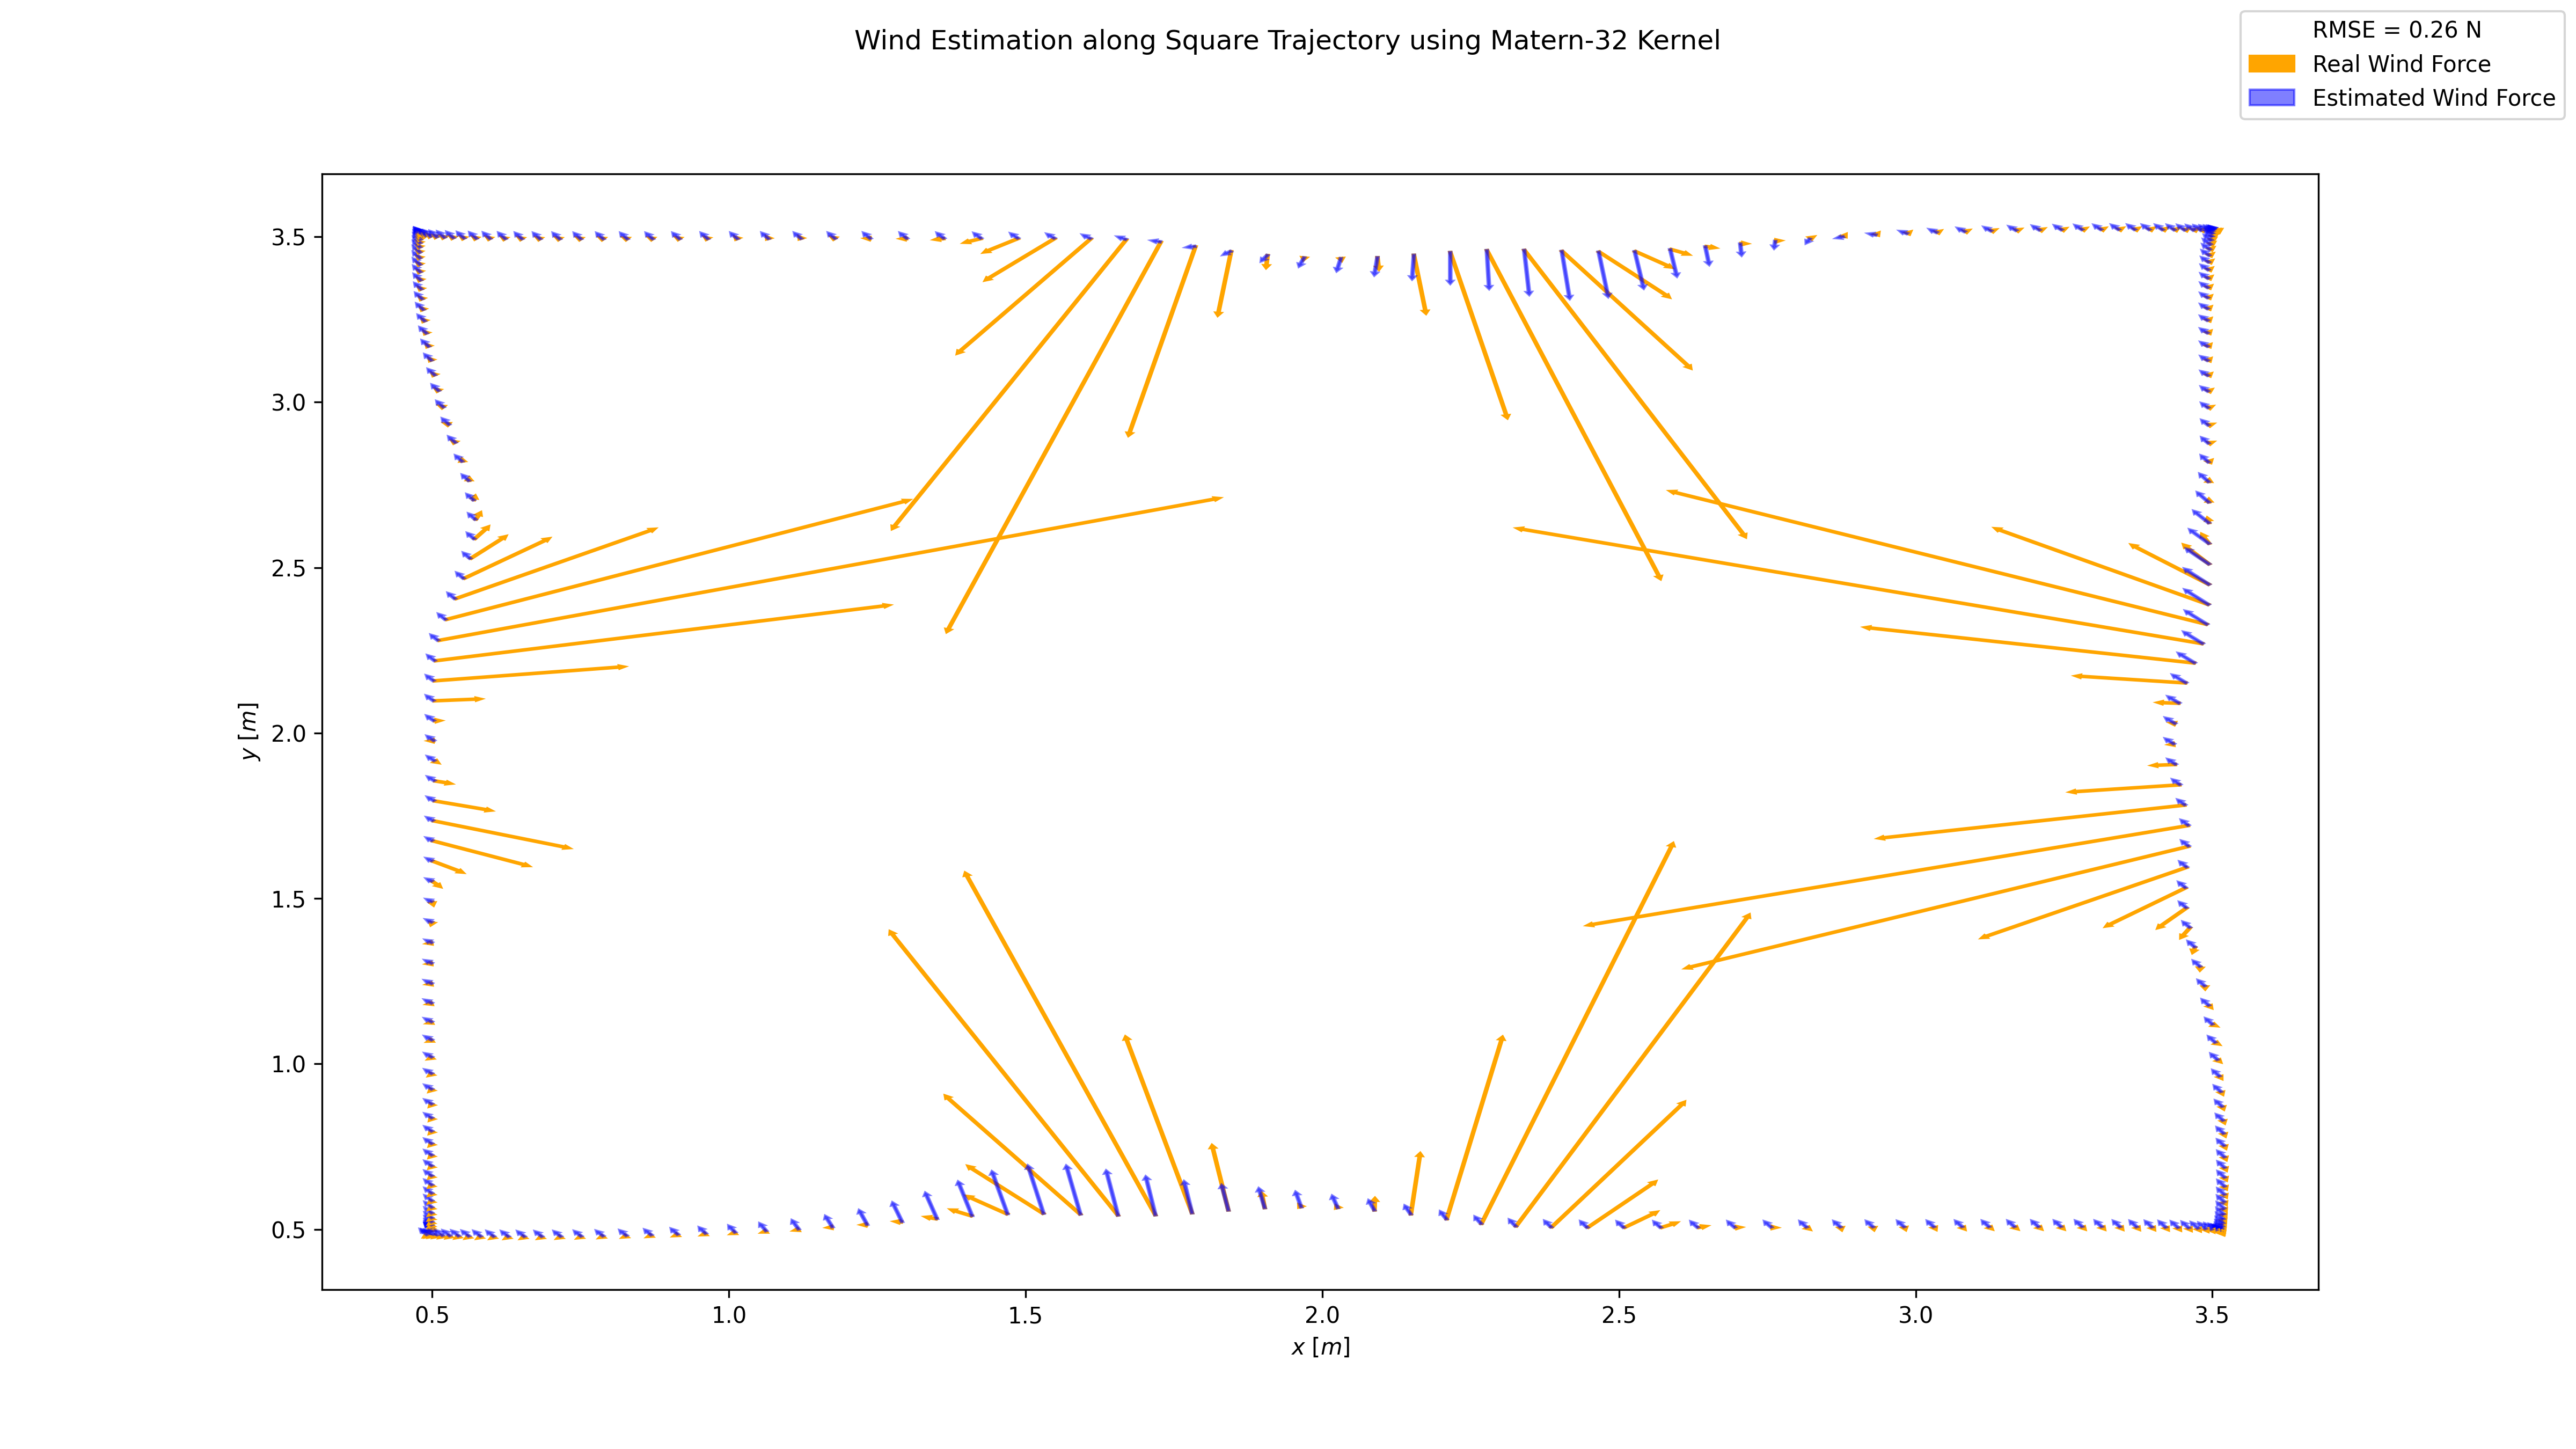 Wind Estimation along Square Trajectory using Matern-32 Kernel
RMSE = 0.26 N
Real Wind Force
Estimated Wind Force
3.5
3.0
2.5
2.0
1.5
1.0
0.5
y [m]
0.5 1.0 1.5 2.0 2.5 3.0 3.5
x [m]